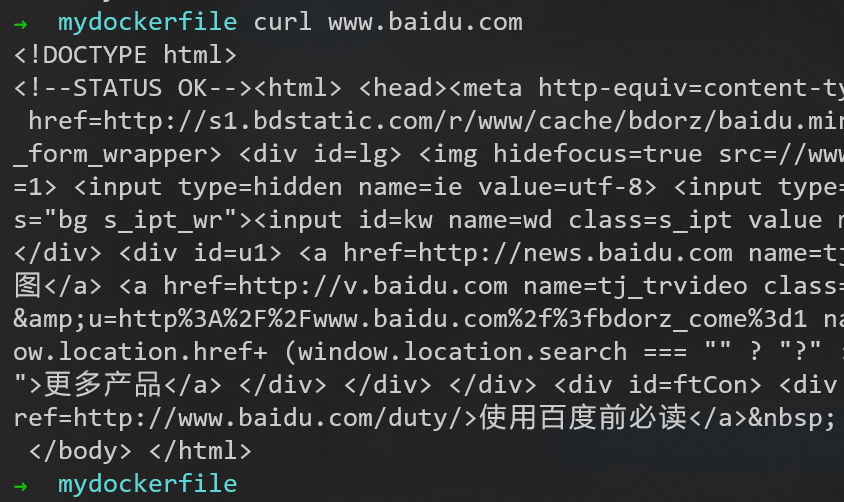 → mydockerfile curl www.baidu.com
<!DOCTYPE html>
<!--STATUS OK--><html> <head><meta http-equiv=content-ty
href=http://s1.bdstatic.com/r/www/cache/bdorz/baidu.min
_form_wrapper> <div id=lg> <img hidefocus=true src=//www
=1> <input type=hidden name=ie value=utf-8> <input type=
s="bg s_ipt_wr"><input id=kw name=wd class=s_ipt value
</div> <div id=u1> <a href=http://news.baidu.com name=tj
图</a> <a href=http://v.baidu.com name=tj_trvideo class=
&amp;u=http%3A%2F%2Fwww.baidu.com%2f%3fbdorz_come%3d1 na
ow.location.href+ (window.location.search === "" ? "?"
">更多产品</a> </div> </div> </div> <div id=ftCon> <div
ref=http://www.baidu.com/duty/>使用百度前必读</a>&nbsp;
</body> </html>
→ mydockerfile